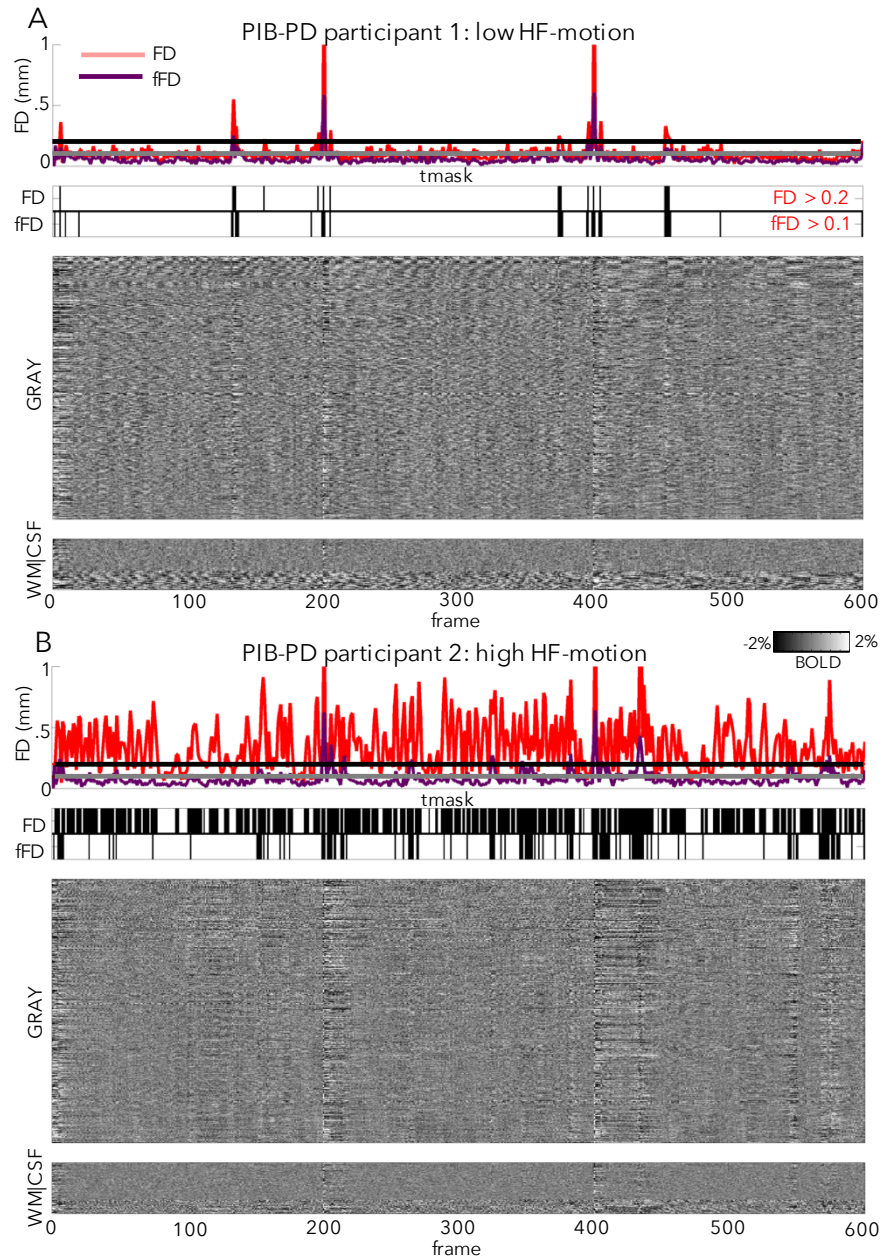 A
PIB-PD participant 1: low HF-motion
FD
fFD
FD (mm)
1
.5
0
tmask
FD
FD > 0.2
fFD
fFD > 0.1
GRAY
WM|CSF
0 100 200 300 400 500 600
frame
B
PIB-PD participant 2: high HF-motion
-2% 2%
BOLD
FD (mm)
1
.5
0
tmask
FD
fFD
GRAY
WM|CSF
0 100 200 300 400 500 600
frame